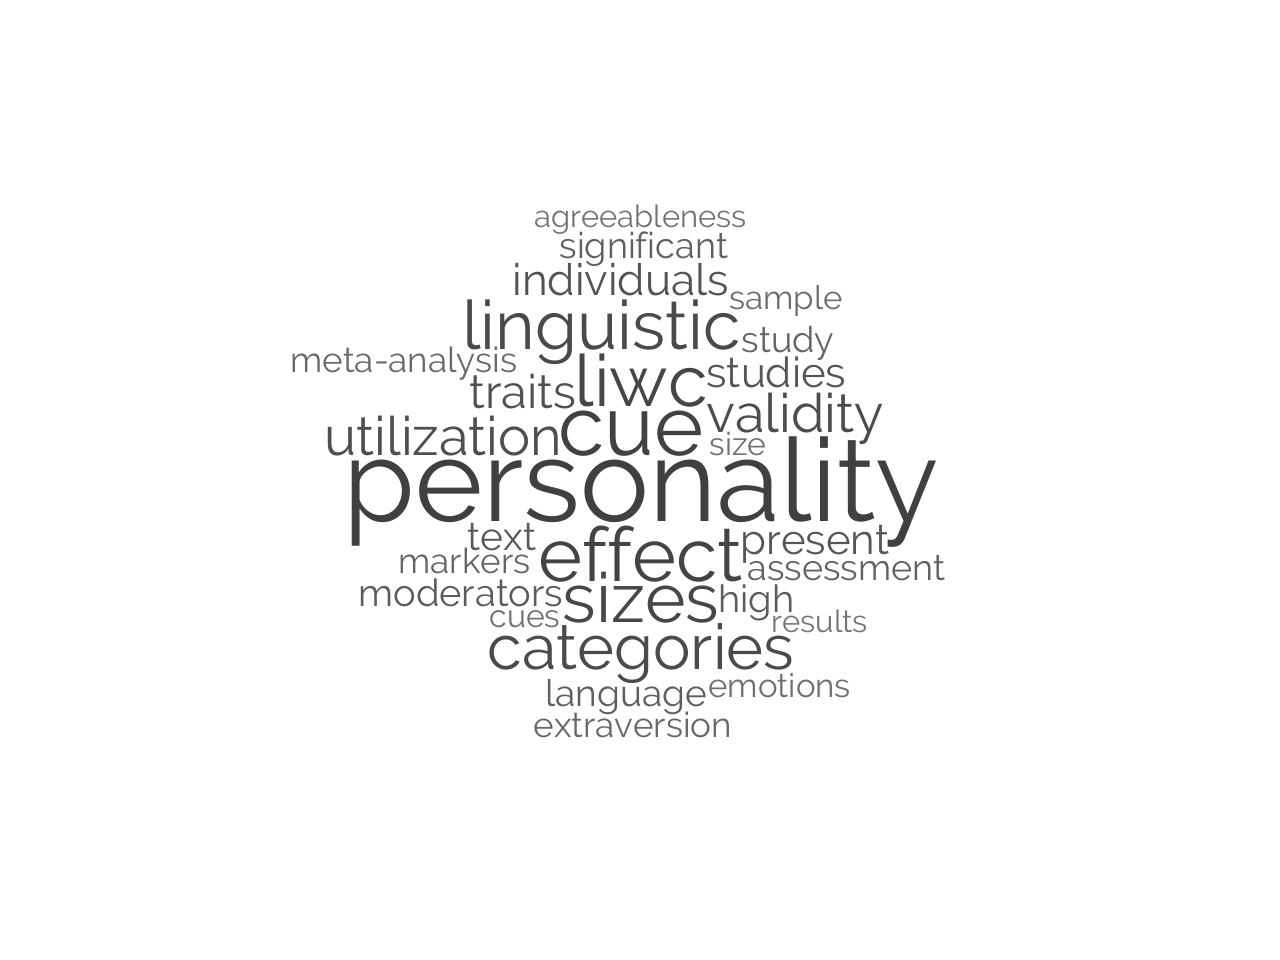 agreeableness
significant
individuals
sample
linguistic
study
meta-analysis
liwc
studies
traits
validity
cue
utilization
size
personality
text
effect
present
markers
assessment
moderators
sizes
high
cues
results
categories
language
emotions
extraversion